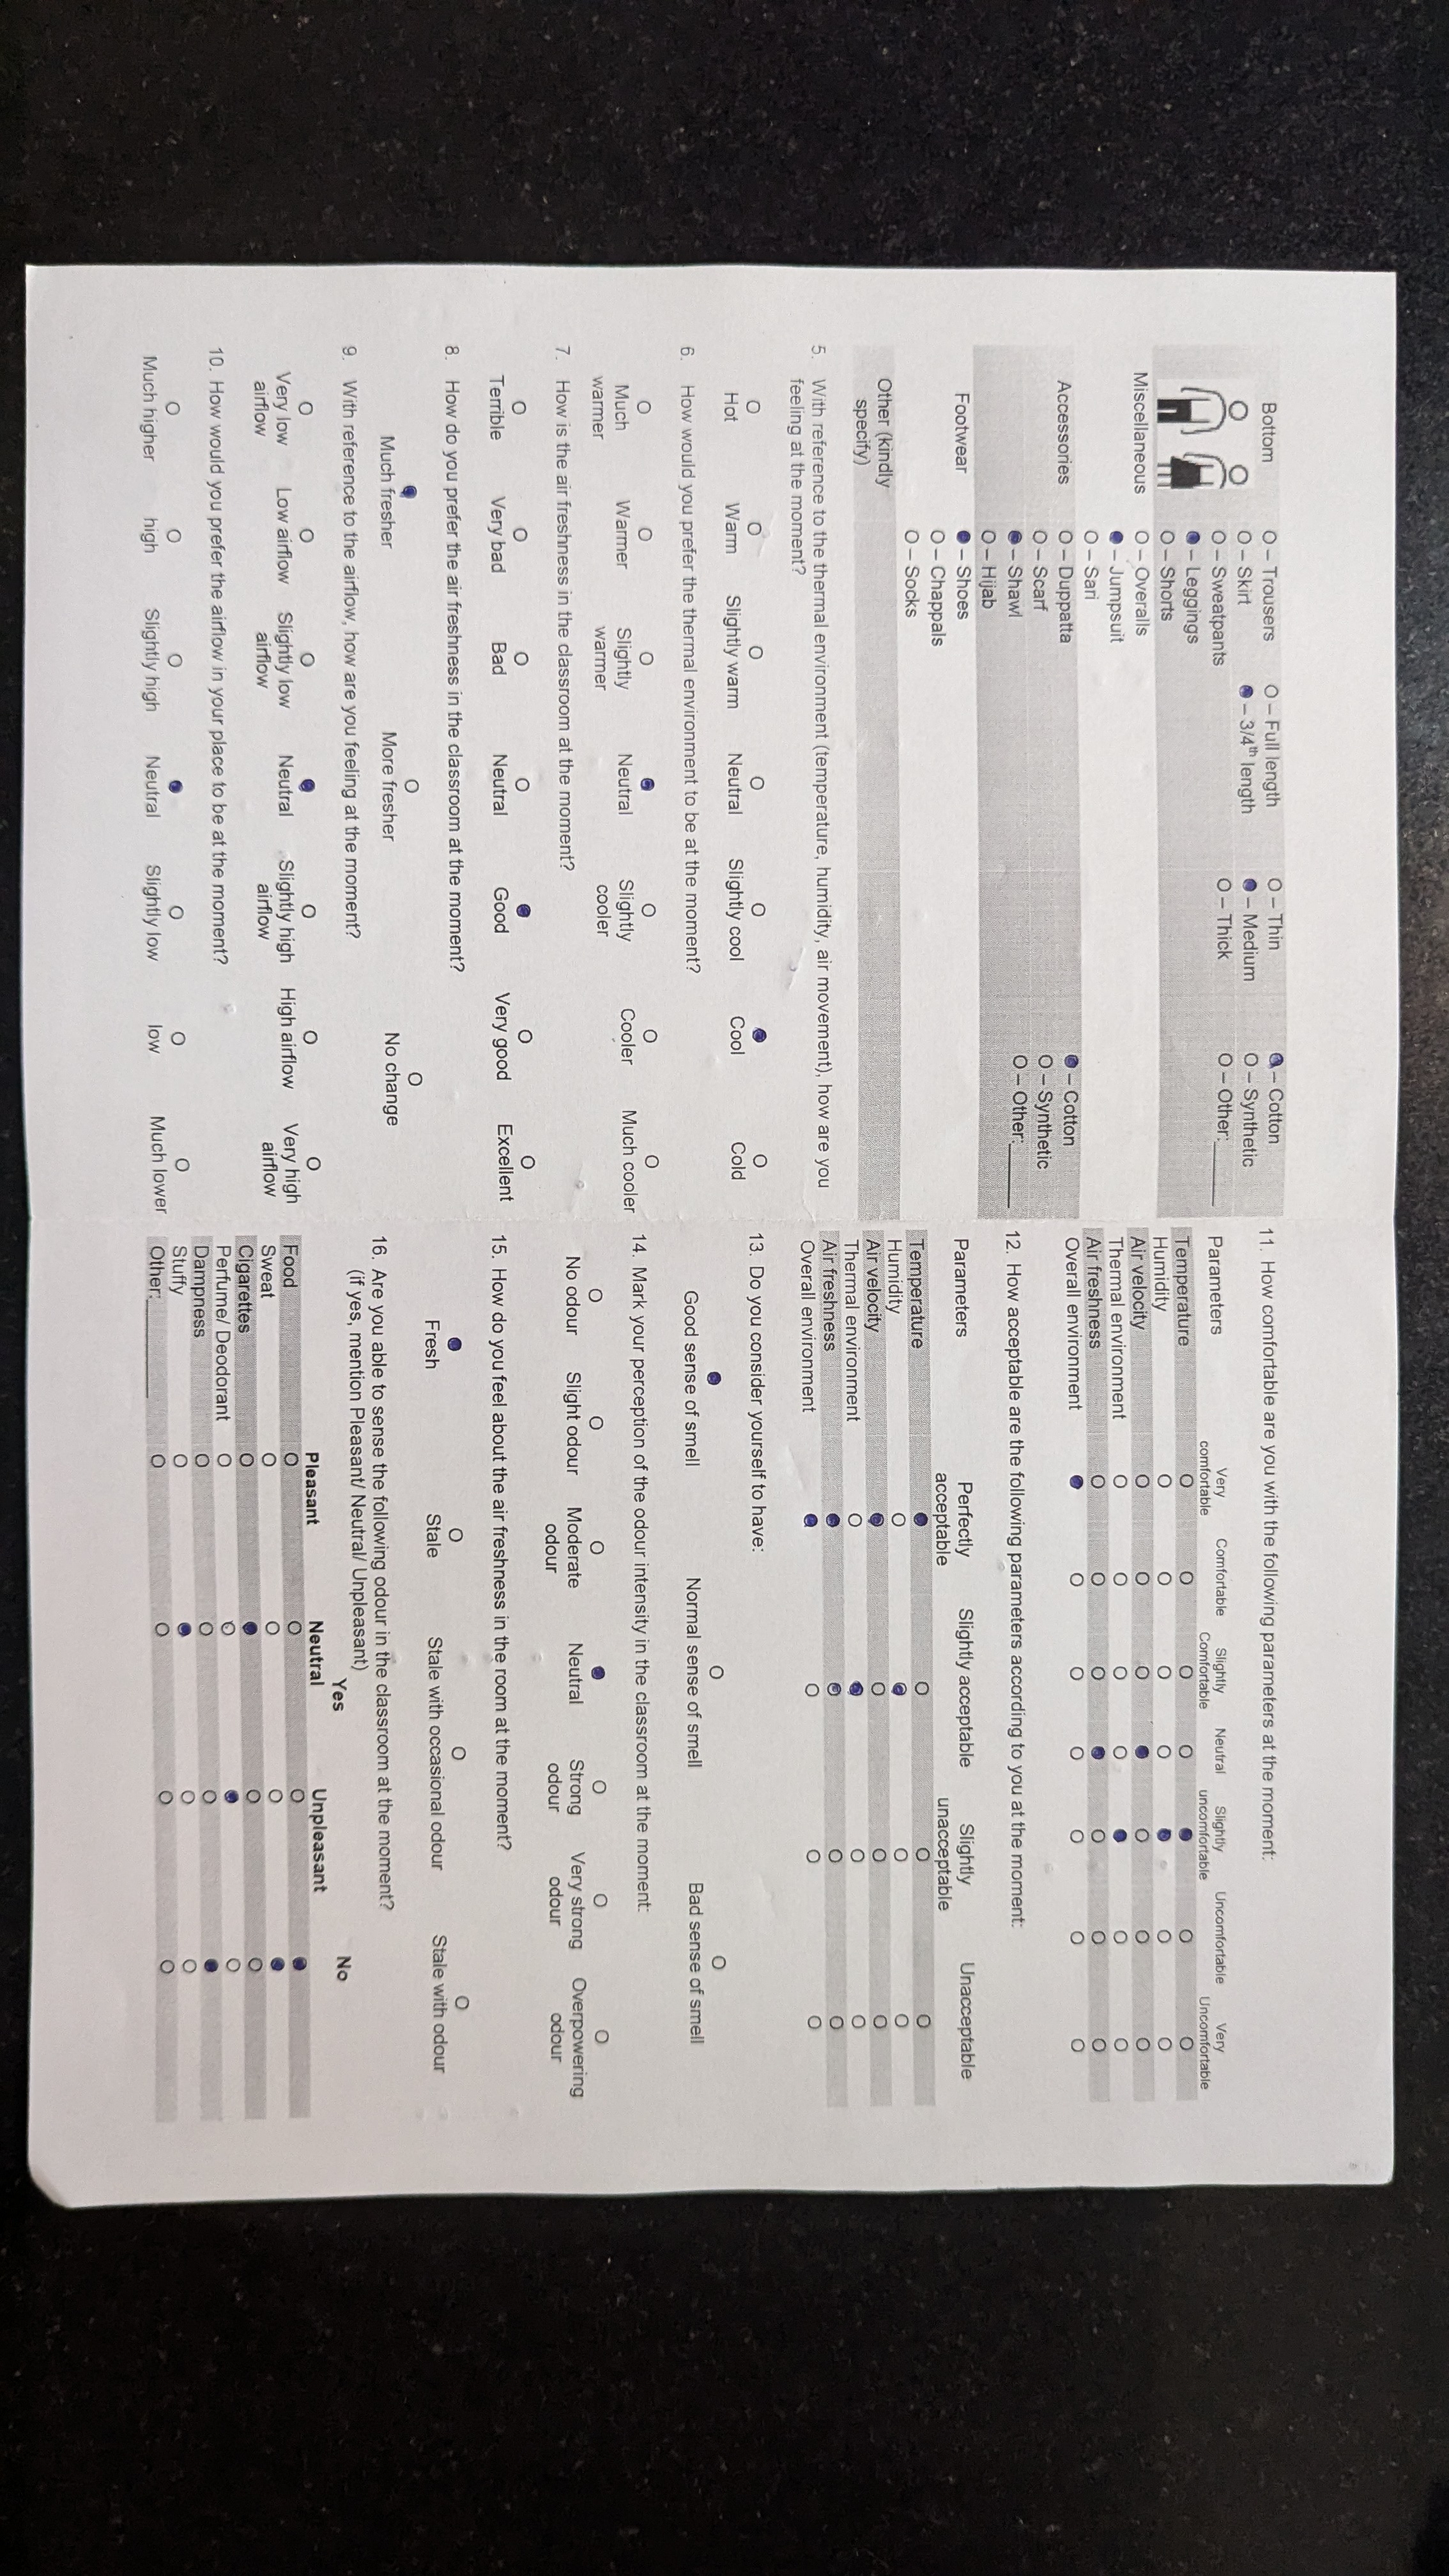 Bottom
O – Trousers O – Full length O – Thin ● – Cotton
O – Skirt ● – 3/4th length ● – Medium O – Synthetic
O – Sweatpants O – Thick O – Other:______
● – Leggings
O – Shorts
Miscellaneous O – Overalls
● – Jumpsuit
O – Sari
Accessories O – Duppatta ● – Cotton
O – Scarf O – Synthetic
● – Shawl O – Other:______
O – Hijab
Footwear ● – Shoes
O – Chappals
O – Socks
Other (kindly
specify)
5. With reference to the thermal environment (temperature, humidity, air movement), how are you
feeling at the moment?
O O O O O ● O
Hot Warm Slightly warm Neutral Slightly cool Cool Cold
6. How would you prefer the thermal environment to be at the moment?
O O O ● O O O
Much Warmer Slightly Neutral Slightly Cooler Much cooler
warmer warmer cooler
7. How is the air freshness in the classroom at the moment?
O O O O ● O O
Terrible Very bad Bad Neutral Good Very good Excellent
8. How do you prefer the air freshness in the classroom at the moment?
● O O
Much fresher More fresher No change
9. With reference to the airflow, how are you feeling at the moment?
O O O ● O O O
Very low Low airflow Slightly low Neutral Slightly high High airflow Very high
airflow airflow airflow airflow
10. How would you prefer the airflow in your place to be at the moment?
O O O ● O O O
Much higher high Slightly high Neutral Slightly low low Much lower
11. How comfortable are you with the following parameters at the moment:
Parameters Very Comfortable Slightly Neutral Slightly Uncomfortable Very
comfortable Comfortable uncomfortable Uncomfortable
Temperature O O O O ● O O
Humidity O O O O ● O O
Air velocity O O O ● O O O
Thermal environment O O O O ● O O
Air freshness O O O ● O O O
Overall environment ● O O O O O O
12. How acceptable are the following parameters according to you at the moment:
Parameters Perfectly Slightly acceptable Slightly Unacceptable
acceptable unacceptable
Temperature ● O O O
Humidity O ● O O
Air velocity ● O O O
Thermal environment O ● O O
Air freshness ● O O O
Overall environment ● O O O
13. Do you consider yourself to have:
● O O
Good sense of smell Normal sense of smell Bad sense of smell
14. Mark your perception of the odour intensity in the classroom at the moment:
O O O ● O O O
No odour Slight odour Moderate Neutral Strong Very strong Overpowering
odour odour odour odour
15. How do you feel about the air freshness in the room at the moment?
● O O O
Fresh Stale Stale with occasional odour Stale with odour
16. Are you able to sense the following odour in the classroom at the moment?
(if yes, mention Pleasant/ Neutral/ Unpleasant)
Yes No
Pleasant Neutral Unpleasant
Food O O O ●
Sweat O O O ●
Cigarettes O ● O O
Perfume/ Deodorant O O ● O
Dampness O O O ●
Stuffy O ● O O
Other:__________ O O O O